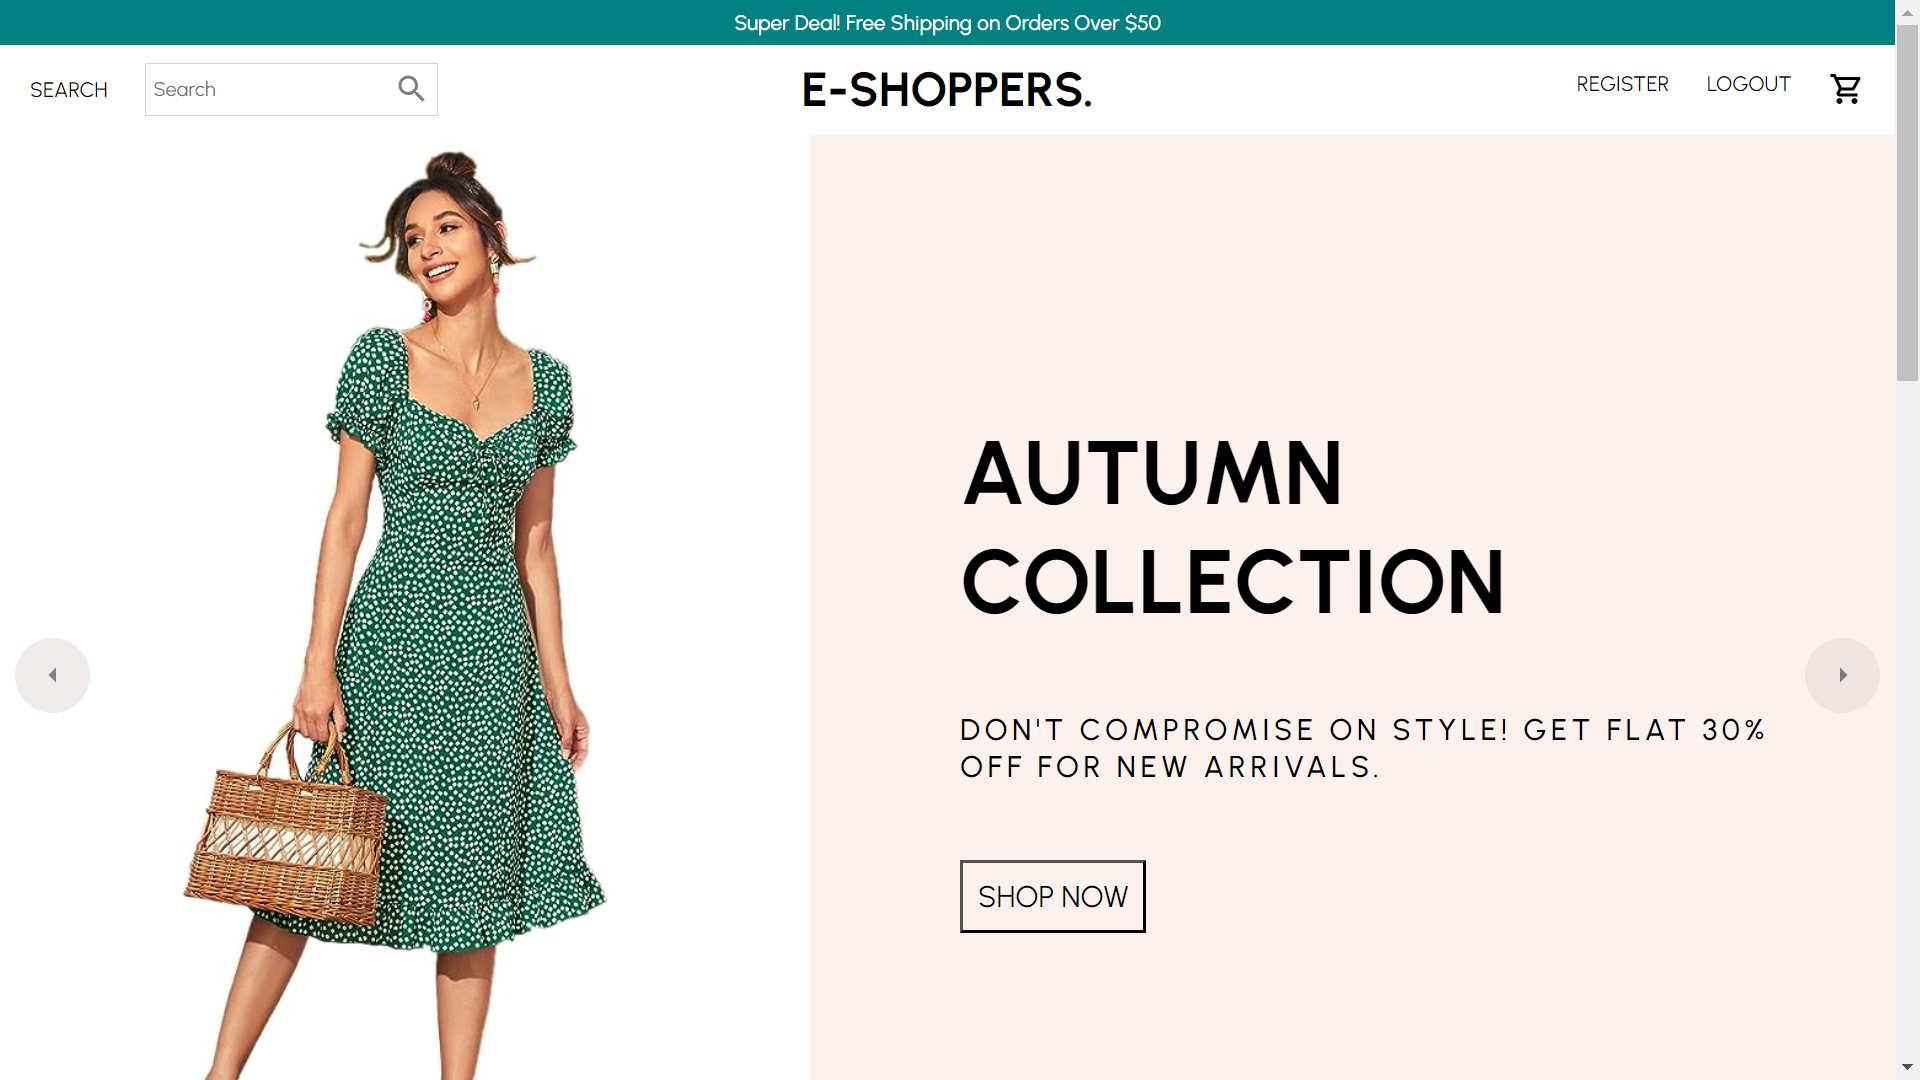 Super Deal! Free Shipping on Orders Over $50
SEARCH
Search
E-SHOPPERS.
REGISTER
LOGOUT
AUTUMN
COLLECTION
DON'T COMPROMISE ON STYLE! GET FLAT 30%
OFF FOR NEW ARRIVALS.
SHOP NOW